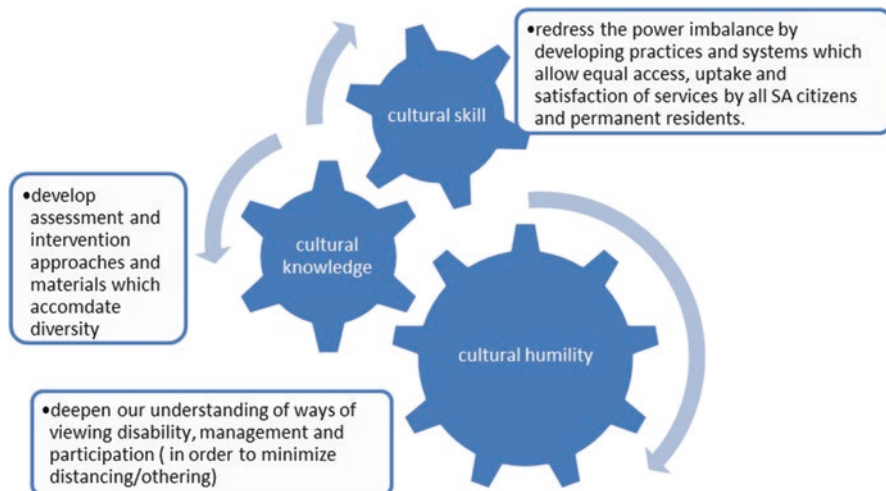 •redress the power imbalance by
developing practices and systems which
allow equal access, uptake and
satisfaction of services by all SA citizens
and permanent residents.
cultural skill
•develop
assessment and
intervention
approaches and
materials which
accomdate
diversity
cultural
knowledge
cultural humility
•deepen our understanding of ways of
viewing disability, management and
participation ( in order to minimize
distancing/othering)